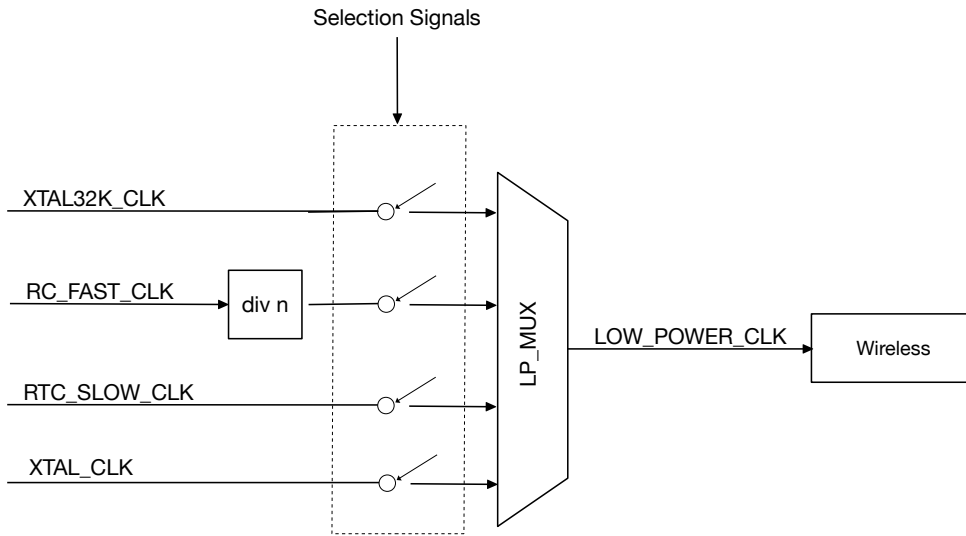 Selection Signals
XTAL32K_CLK
RC_FAST_CLK
div n
RTC_SLOW_CLK
XTAL_CLK
LP_MUX
LOW_POWER_CLK
Wireless